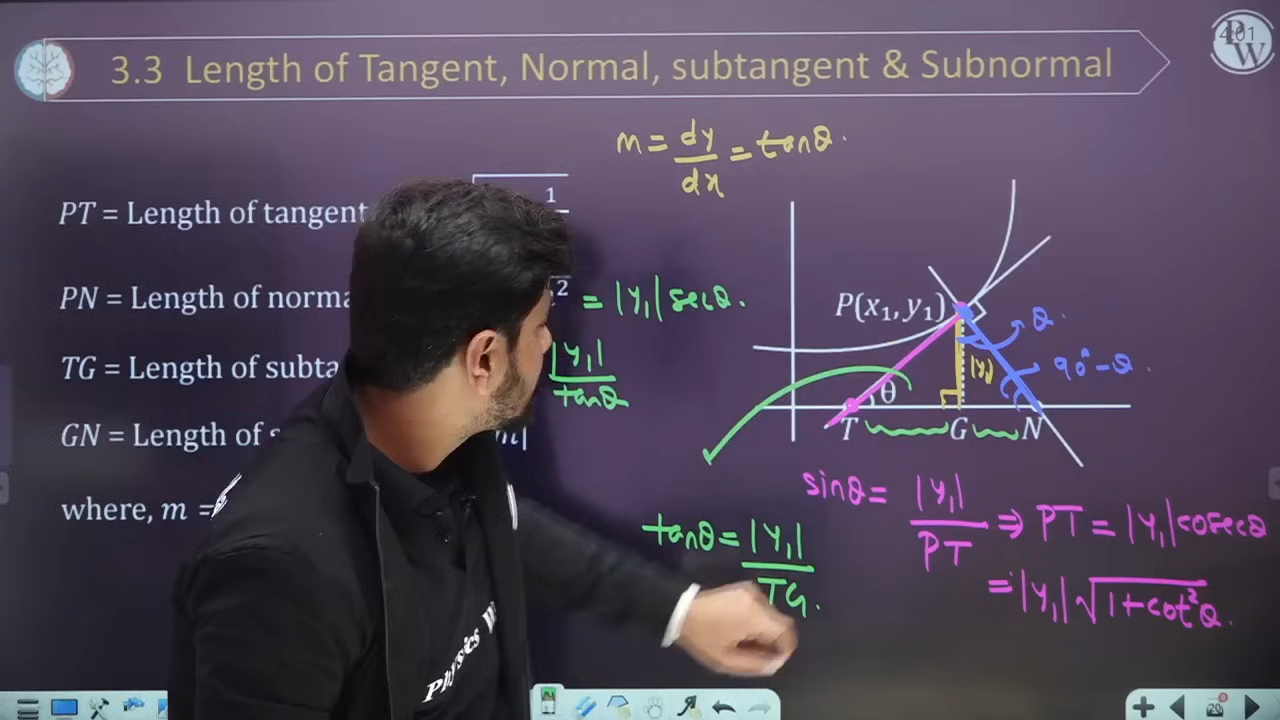 3.3 Length of Tangent, Normal, subtangent & Subnormal
PW
m = dy/dx = tanθ.
PT = Length of tangent
1
PN = Length of norma
2 = |y₁| secθ.
TG = Length of subta
|y₁|/tanθ
GN = Length of s
m|
where, m =
P(x₁, y₁)
θ
|y₁|
90° - θ.
θ
T
G
N
sinθ = |y₁|/PT ⇒ PT = |y₁| cosecθ
= |y₁| √(1+cot²θ).
tanθ = |y₁|/TG.
Physics W
20